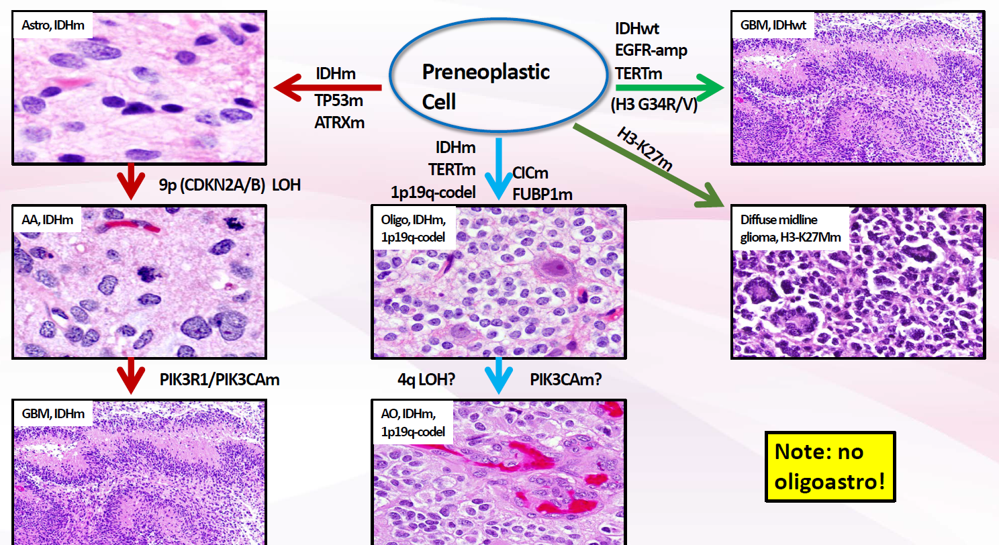 Astro, IDHm
IDHm
TP53m
ATRXm
Preneoplastic
Cell
IDHwt
EGFR-amp
TERTm
(H3 G34R/V)
GBM, IDHwt
H3-K27m
IDHm
TERTm
1p19q-codel
CICm
FUBP1m
9p (CDKN2A/B) LOH
AA, IDHm
Oligo, IDHm,
1p19q-codel
Diffuse midline
glioma, H3-K27Mm
PIK3R1/PIK3CAm
4q LOH?
PIK3CAm?
GBM, IDHm
AO, IDHm,
1p19q-codel
Note: no
oligoastro!